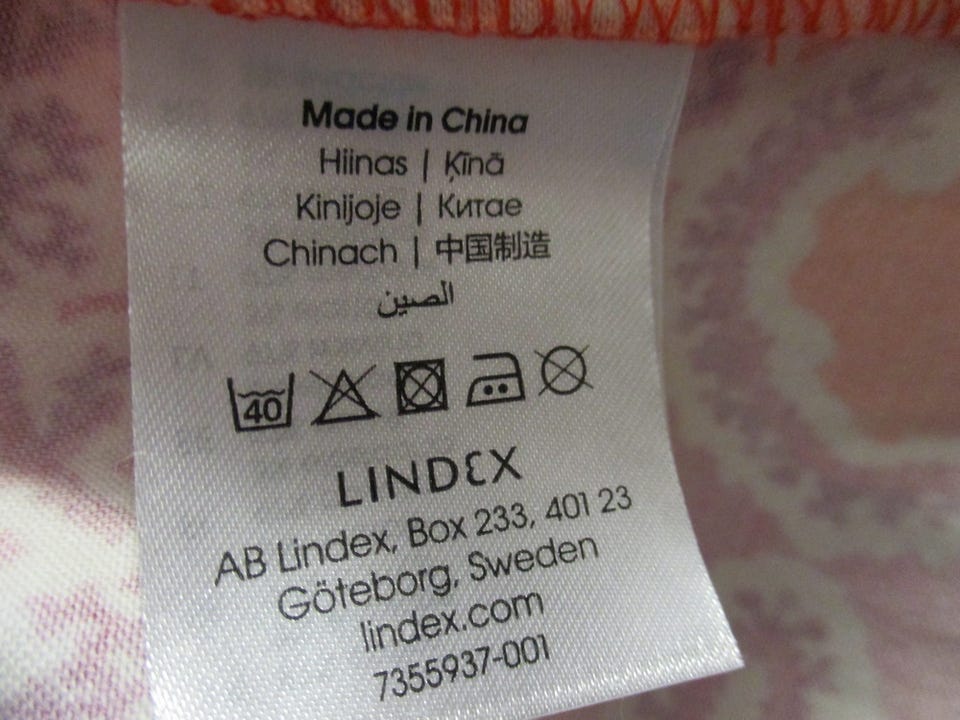 Made in China
Hiinas | Ķīnā
Kinijoje | Китае
Chinach | 中国制造
الصين
40
LINDEX
AB Lindex, Box 233, 401 23
Göteborg, Sweden
lindex.com
7355937-001